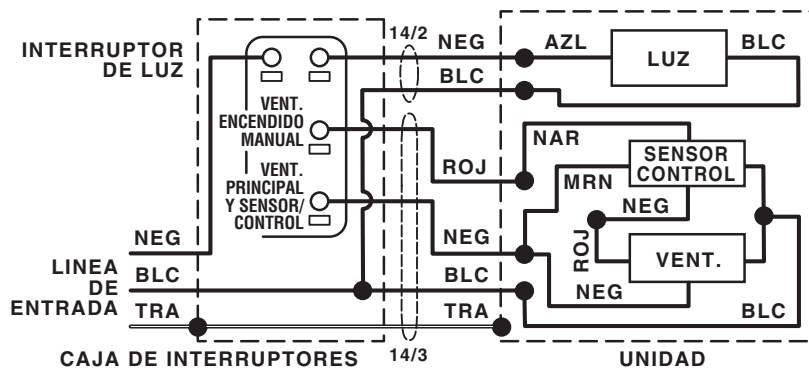 INTERRUPTOR
DE LUZ
VENT.
ENCENDIDO
MANUAL
VENT.
PRINCIPAL
Y SENSOR/
CONTROL
LINEA
DE
ENTRADA
NEG
BLC
TRA
CAJA DE INTERRUPTORES
14/2
NEG
BLC
ROJ
NEG
BLC
TRA
14/3
AZL
LUZ
BLC
NAR
SENSOR
CONTROL
MRN
NEG
ROJ
VENT.
NEG
BLC
UNIDAD